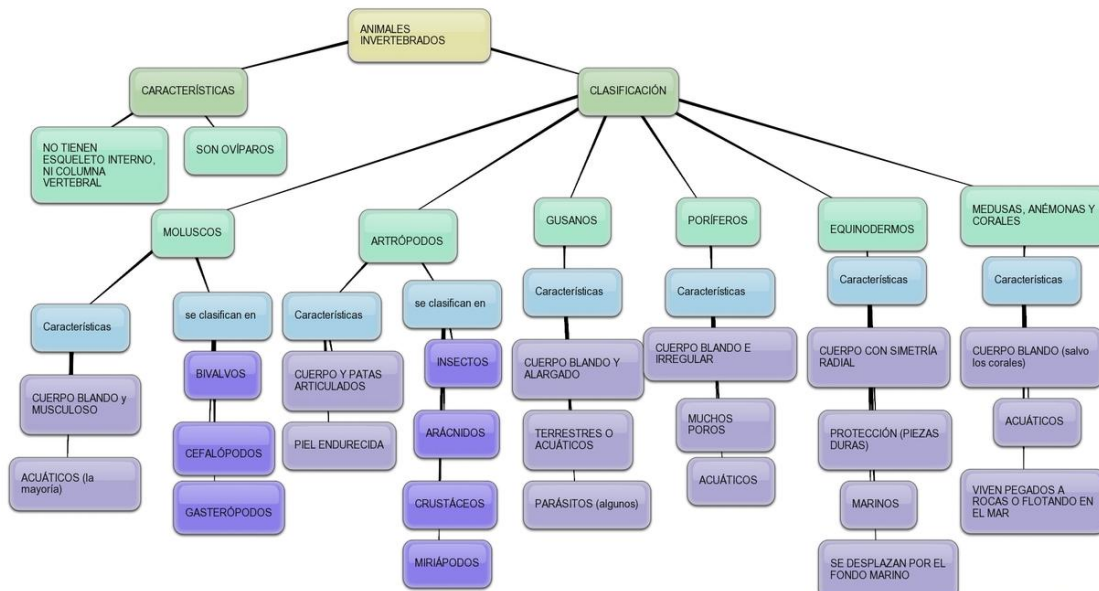 ANIMALES
INVERTEBRADOS
CARACTERÍSTICAS
CLASIFICACIÓN
NO TIENEN
ESQUELETO INTERNO,
NI COLUMNA
VERTEBRAL
SON OVÍPAROS
MOLUSCOS
ARTRÓPODOS
GUSANOS
PORÍFEROS
EQUINODERMOS
MEDUSAS, ANÉMONAS Y
CORALES
Características
se clasifican en
Características
se clasifican en
Características
Características
Características
Características
CUERPO BLANDO y
MUSCULOSO
ACUÁTICOS (la
mayoría)
BIVALVOS
CEFALÓPODOS
GASTERÓPODOS
CUERPO Y PATAS
ARTICULADOS
PIEL ENDURECIDA
INSECTOS
ARÁCNIDOS
CRUSTÁCEOS
MIRIÁPODOS
CUERPO BLANDO Y
ALARGADO
TERRESTRES O
ACUÁTICOS
PARÁSITOS (algunos)
CUERPO BLANDO E
IRREGULAR
MUCHOS
POROS
ACUÁTICOS
CUERPO CON SIMETRÍA
RADIAL
PROTECCIÓN (PIEZAS
DURAS)
MARINOS
SE DESPLAZAN POR EL
FONDO MARINO
CUERPO BLANDO (salvo
los corales)
ACUÁTICOS
VIVEN PEGADOS A
ROCAS O FLOTANDO EN
EL MAR